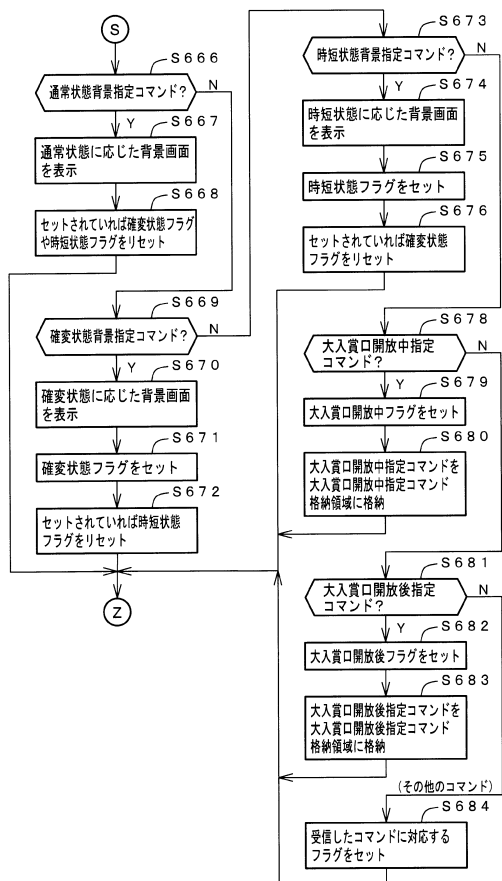 S
S666
通常状態背景指定コマンド?
N
Y
S667
通常状態に応じた背景画面
を表示
S668
セットされていれば確変状態フラグ
や時短状態フラグをリセット
S669
確変状態背景指定コマンド?
N
Y
S670
確変状態に応じた背景画面
を表示
S671
確変状態フラグをセット
S672
セットされていれば時短状態
フラグをリセット
Z
S673
時短状態背景指定コマンド?
N
Y
S674
時短状態に応じた背景画面
を表示
S675
時短状態フラグをセット
S676
セットされていれば確変状態
フラグをリセット
S678
大入賞口開放中指定
コマンド?
N
Y
S679
大入賞口開放中フラグをセット
S680
大入賞口開放中指定コマンドを
大入賞口開放中指定コマンド
格納領域に格納
S681
大入賞口開放後指定
コマンド?
N
Y
S682
大入賞口開放後フラグをセット
S683
大入賞口開放後指定コマンドを
大入賞口開放後指定コマンド
格納領域に格納
(その他のコマンド)
S684
受信したコマンドに対応する
フラグをセット